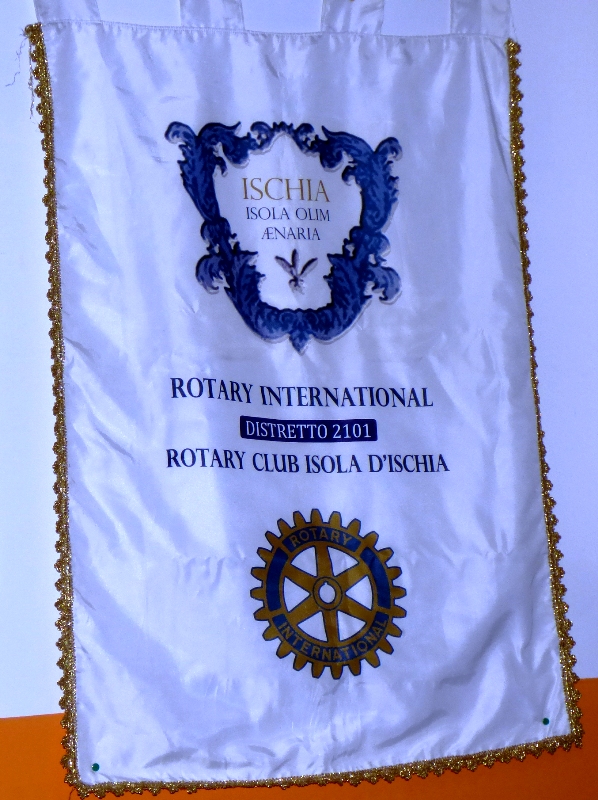 ISCHIA
ISOLA OLIM
ÆNARIA
ROTARY INTERNATIONAL
DISTRETTO 2101
ROTARY CLUB ISOLA D'ISCHIA
ROTARY
INTERNATIONAL